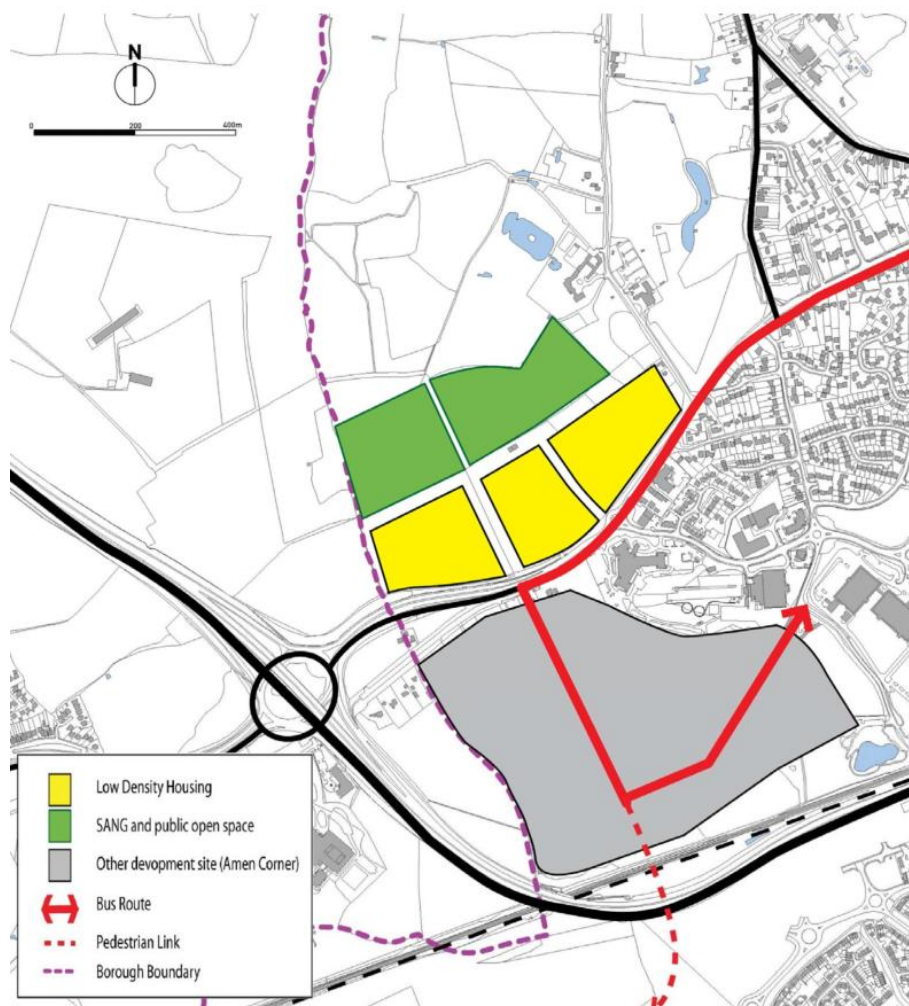 N
0 200 400m
Low Density Housing
SANG and public open space
Other devopment site (Amen Corner)
Bus Route
Pedestrian Link
Borough Boundary